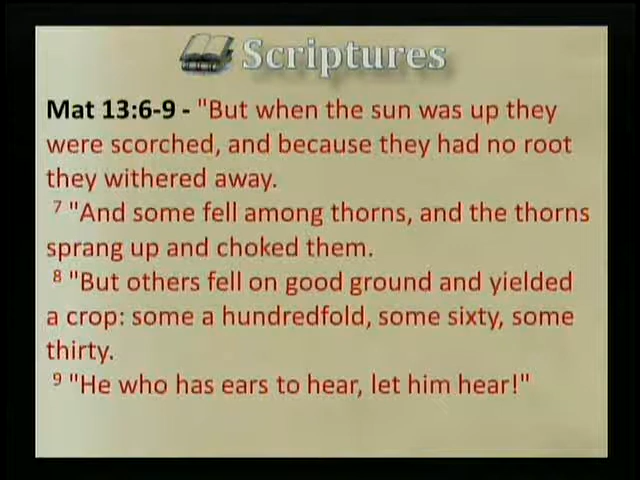 Scriptures
Mat 13:6-9 - "But when the sun was up they
were scorched, and because they had no root
they withered away.
7 "And some fell among thorns, and the thorns
sprang up and choked them.
8 "But others fell on good ground and yielded
a crop: some a hundredfold, some sixty, some
thirty.
9 "He who has ears to hear, let him hear!"